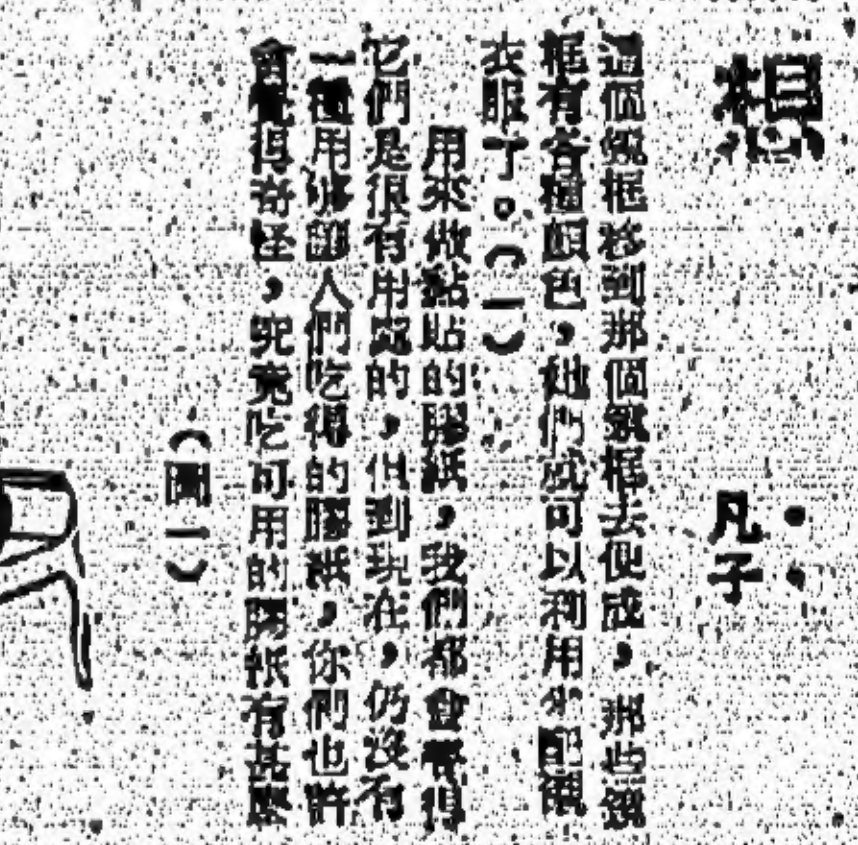 想
凡子
這個鏡框移到那個鏡框去便成，那些鏡
框有各種顏色，她們就可以利用來配襯
衣服了。（一）
用來做黏貼的膠紙，我們都會覺得
它們是很有用處的，但到現在，仍沒有
一種用 人們吃得的膠紙，你們也許
會覺得奇怪，究竟吃可用的膠紙有甚麼
（圖一）